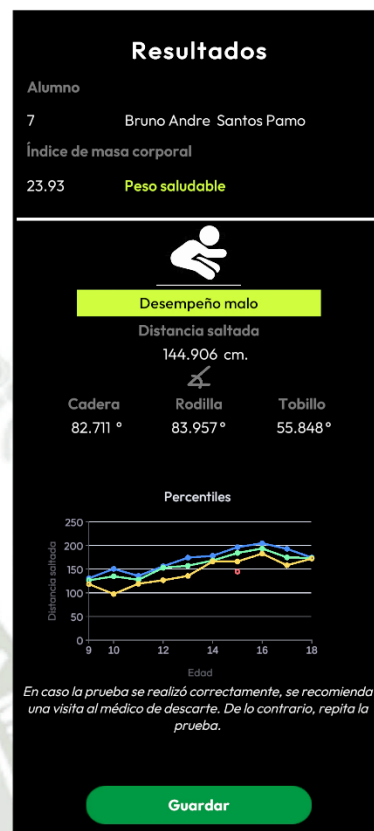 Resultados
Alumno
7 Bruno Andre Santos Pamo
Índice de masa corporal
23.93 Peso saludable
Desempeño malo
Distancia saltada
144.906 cm.
Cadera Rodilla Tobillo
82.711 ° 83.957° 55.848°
Percentiles
250
200
150
100
50
0
Distancia saltada
9 10 12 14 16 18
Edad
En caso la prueba se realizó correctamente, se recomienda
una visita al médico de descarte. De lo contrario, repita la
prueba.
Guardar